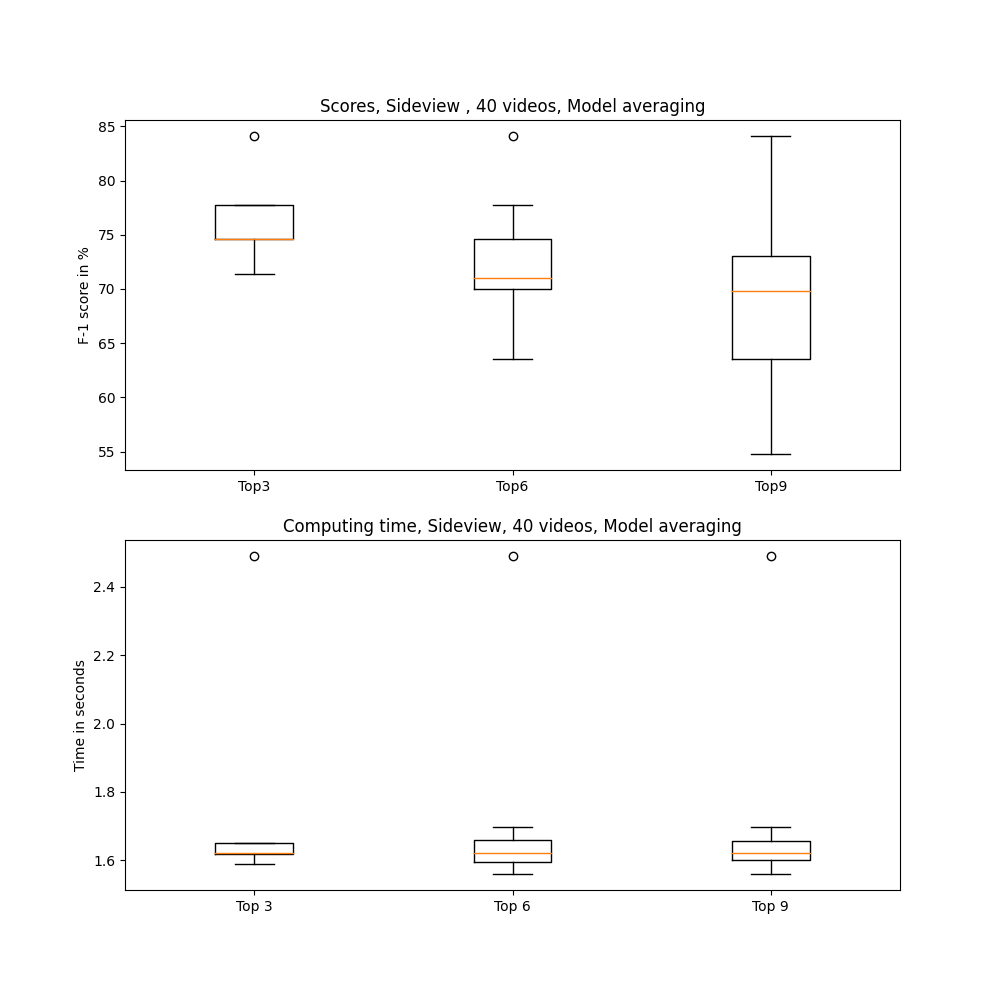 Scores, Sideview , 40 videos, Model averaging
85
80
75
70
65
60
55
F-1 score in %
Top3 Top6 Top9
Computing time, Sideview, 40 videos, Model averaging
2.4
2.2
2.0
1.8
1.6
Time in seconds
Top 3 Top 6 Top 9